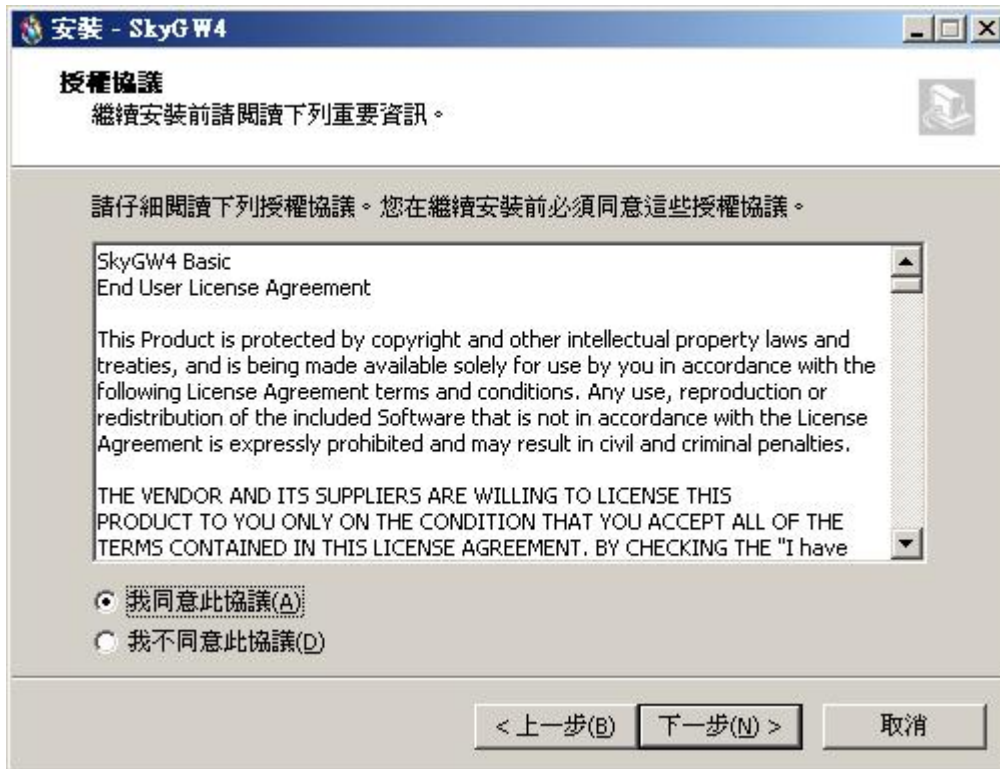 安裝 - SkyGW4
授權協議
繼續安裝前請閱讀下列重要資訊。
請仔細閱讀下列授權協議。您在繼續安裝前必須同意這些授權協議。
SkyGW4 Basic
End User License Agreement
This Product is protected by copyright and other intellectual property laws and
treaties, and is being made available solely for use by you in accordance with the
following License Agreement terms and conditions. Any use, reproduction or
redistribution of the included Software that is not in accordance with the License
Agreement is expressly prohibited and may result in civil and criminal penalties.
THE VENDOR AND ITS SUPPLIERS ARE WILLING TO LICENSE THIS
PRODUCT TO YOU ONLY ON THE CONDITION THAT YOU ACCEPT ALL OF THE
TERMS CONTAINED IN THIS LICENSE AGREEMENT. BY CHECKING THE "I have
我同意此協議(A)
我不同意此協議(D)
< 上一步(B) 下一步(N) > 取消